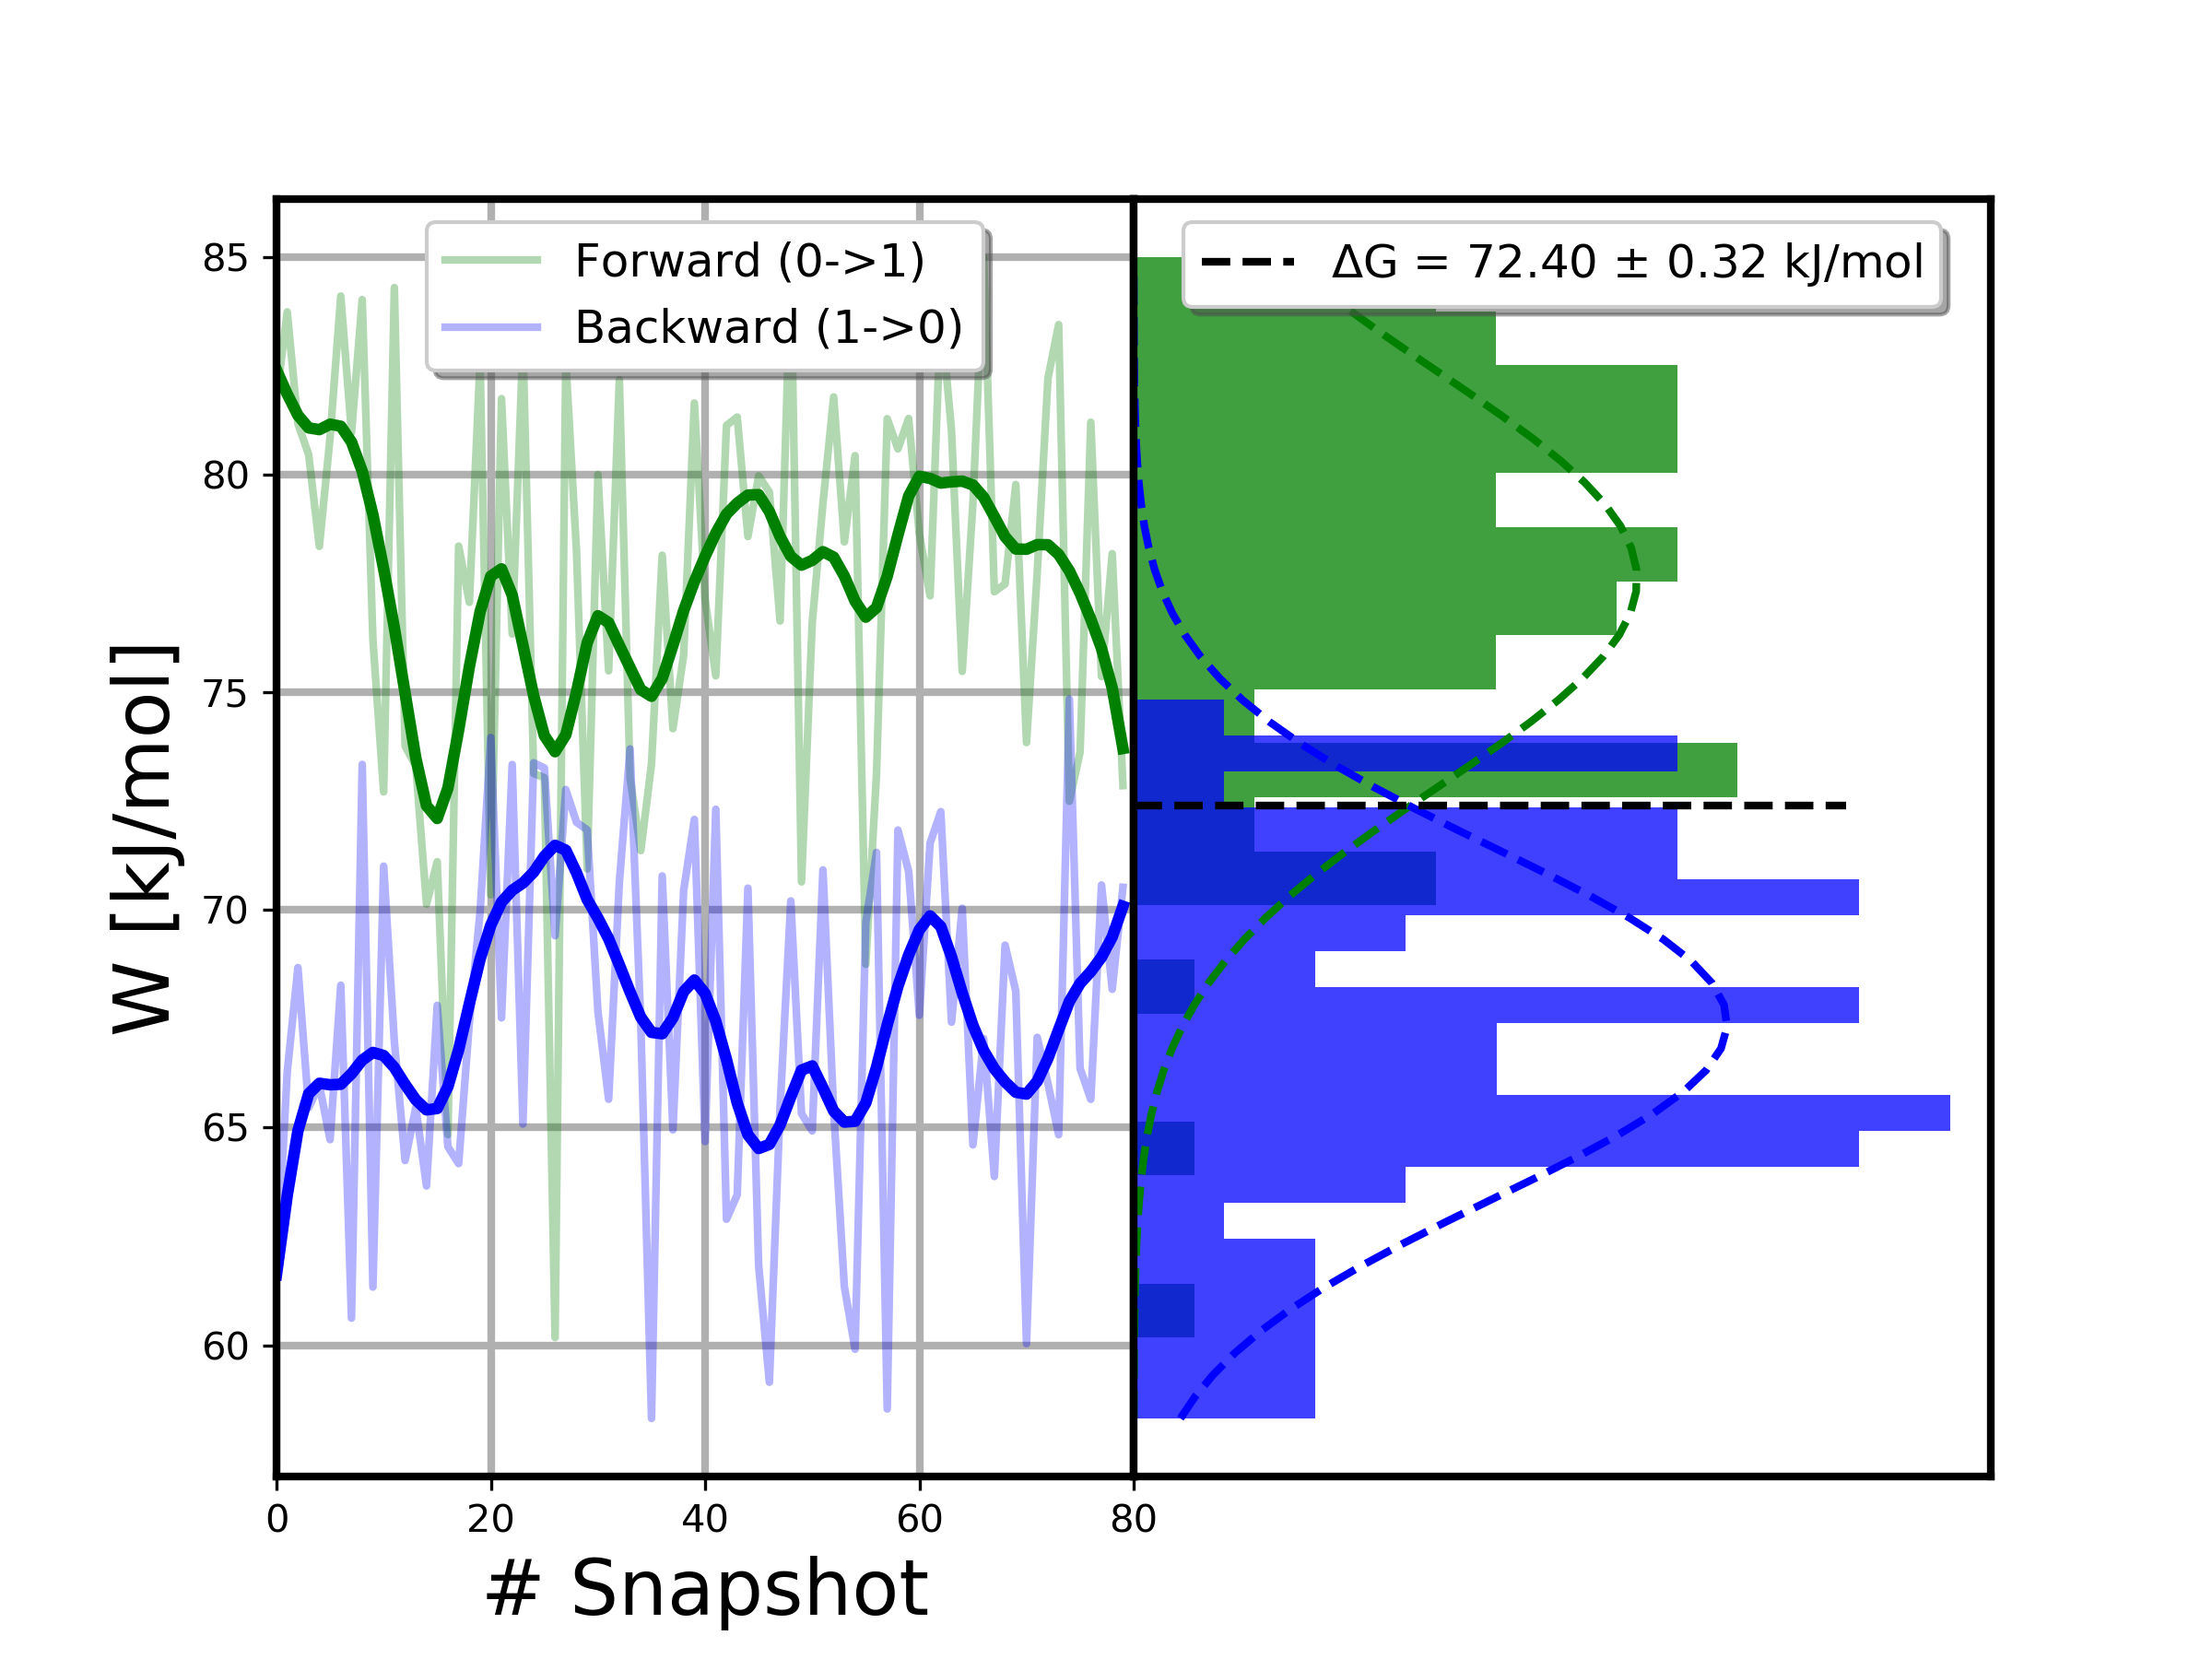 Forward (0->1)
Backward (1->0)
ΔG = 72.40 ± 0.32 kJ/mol
W [kJ/mol]
85
80
75
70
65
60
0 20 40 60 80
# Snapshot